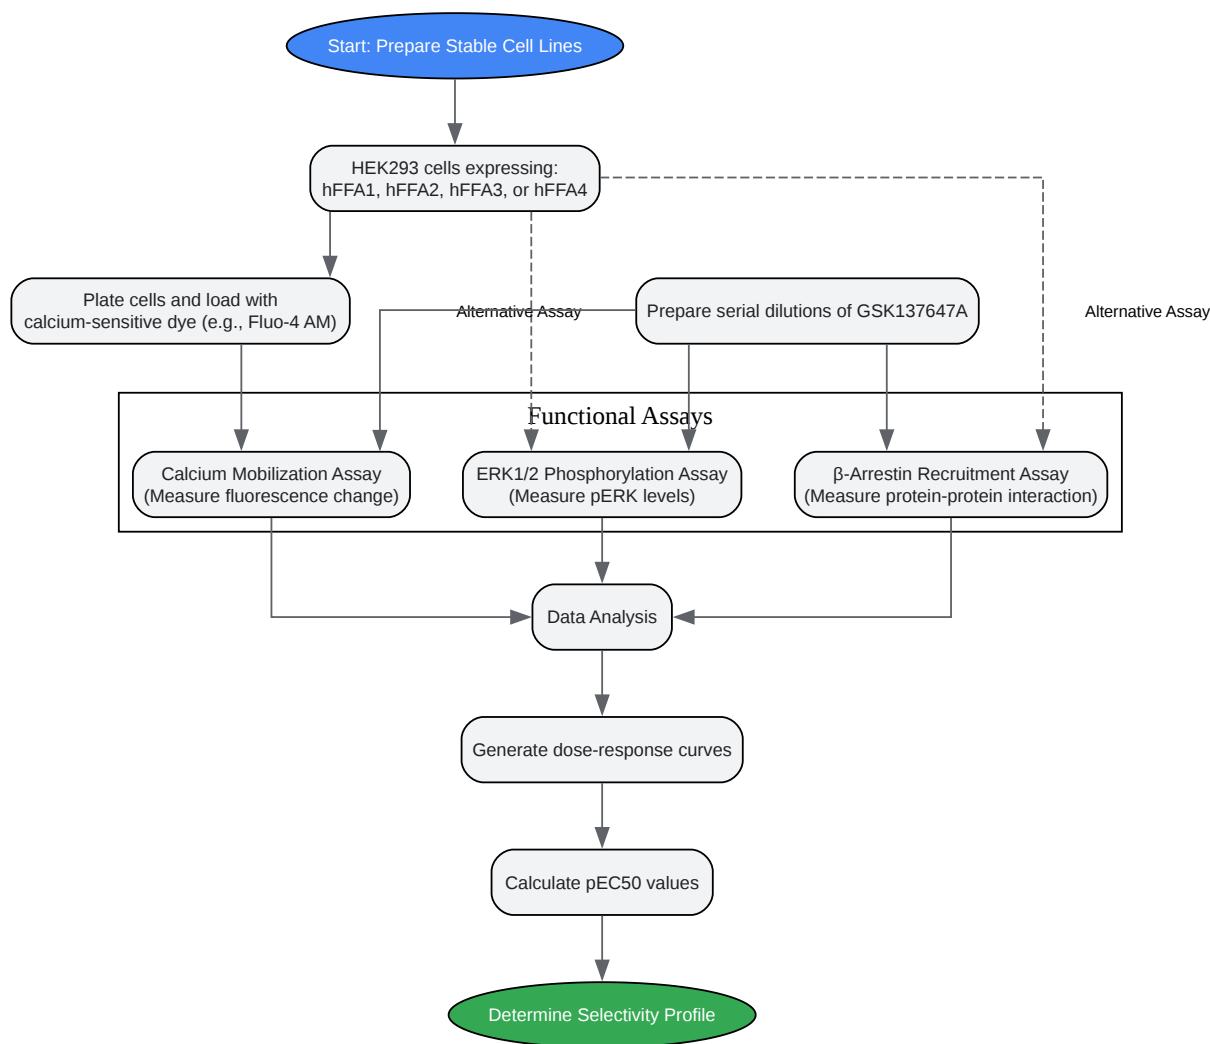 Start: Prepare Stable Cell Lines
HEK293 cells expressing:
hFFA1, hFFA2, hFFA3, or hFFA4
Plate cells and load with
calcium-sensitive dye (e.g., Fluo-4 AM)
Alternative Assay
Prepare serial dilutions of GSK137647A
Alternative Assay
Functional Assays
Calcium Mobilization Assay
(Measure fluorescence change)
ERK1/2 Phosphorylation Assay
(Measure pERK levels)
β-Arrestin Recruitment Assay
(Measure protein-protein interaction)
Data Analysis
Generate dose-response curves
Calculate pEC50 values
Determine Selectivity Profile